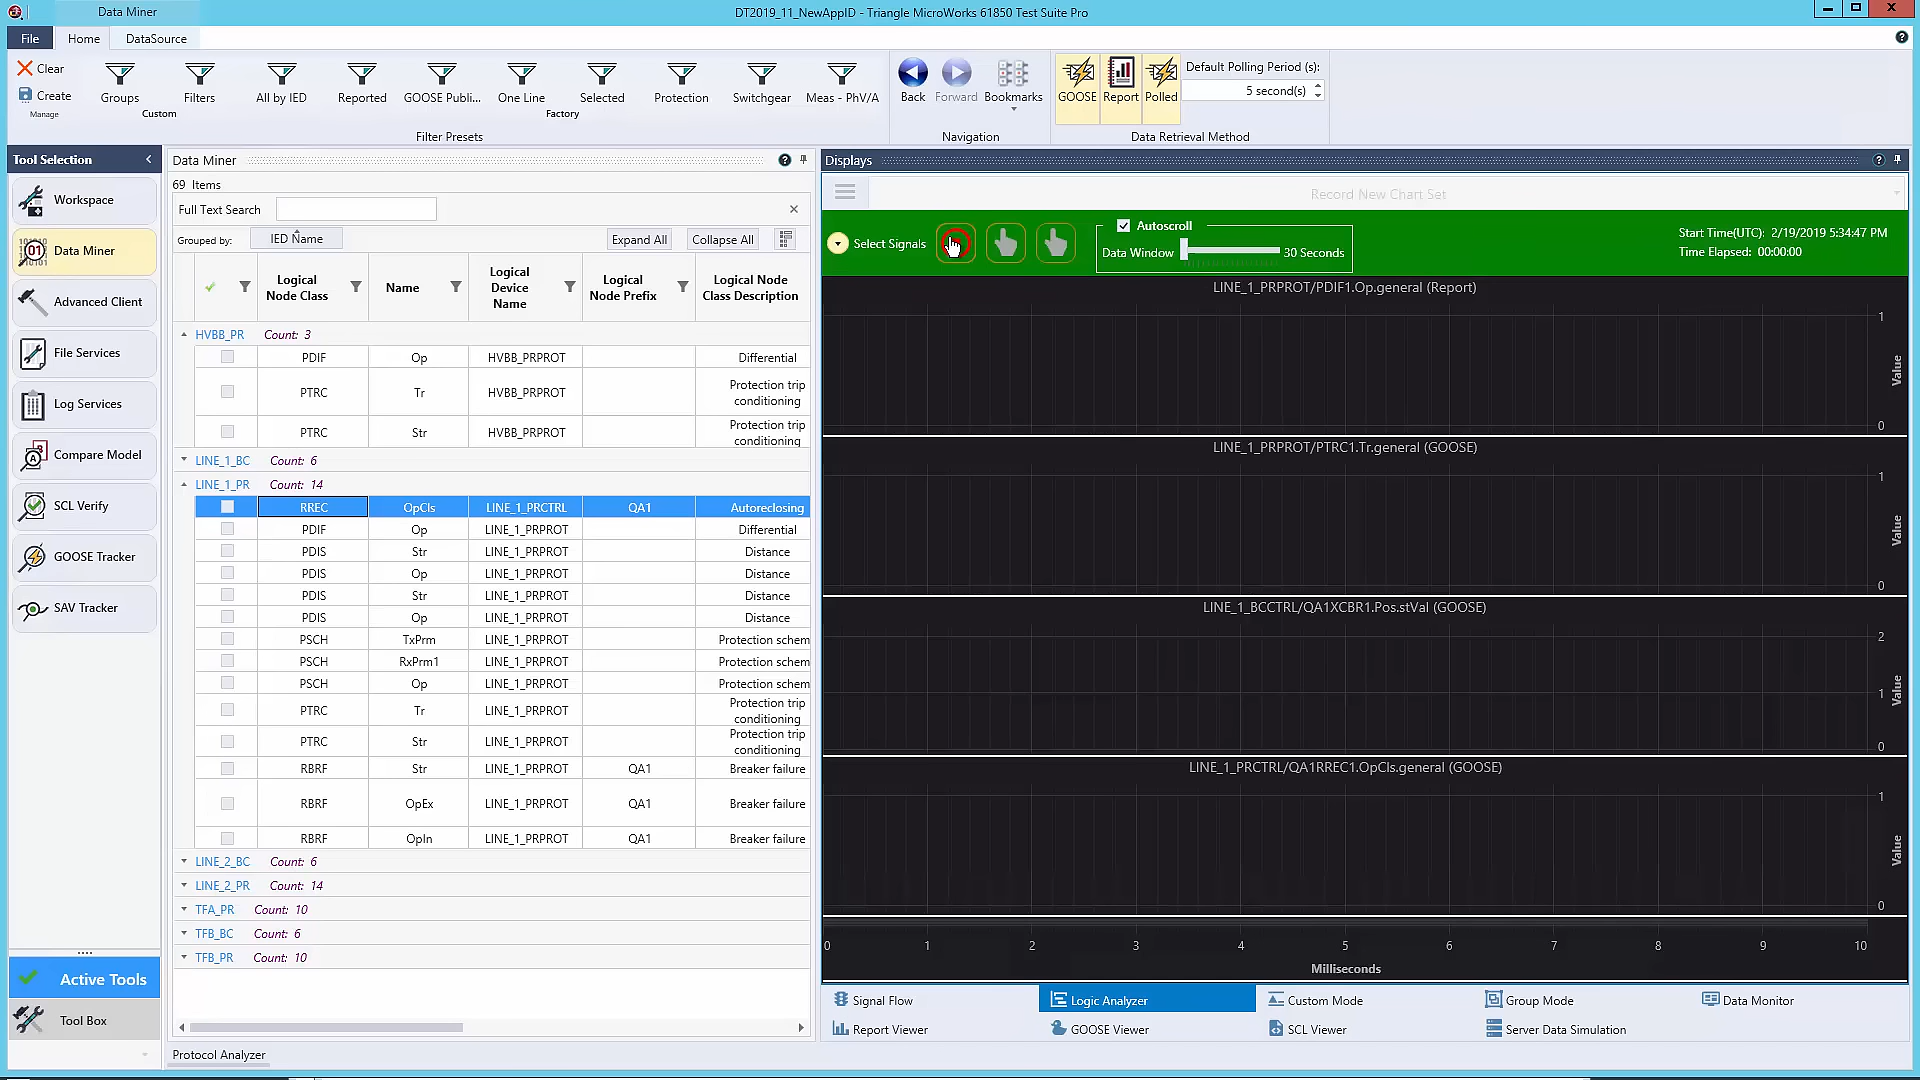 Data Miner
DT2019_11_NewAppID - Triangle MicroWorks 61850 Test Suite Pro
File Home DataSource
Clear
Create
Manage
Groups Filters
Custom
All by IED Reported GOOSE Publi... One Line Selected Protection Switchgear Meas - PhV/A
Factory
Filter Presets
Back Forward Bookmarks
Navigation
GOOSE Report Polled
Default Polling Period (s):
5 second(s)
Data Retrieval Method
Tool Selection
Workspace
Data Miner
Advanced Client
File Services
Log Services
Compare Model
SCL Verify
GOOSE Tracker
SAV Tracker
Active Tools
Tool Box
Data Miner
69 Items
Full Text Search
Grouped by: IED Name Expand All Collapse All
Logical Node Class Name Logical Device Name Logical Node Prefix Logical Node Class Description
HVBB_PR Count: 3
PDIF Op HVBB_PRPROT Differential
PTRC Tr HVBB_PRPROT Protection trip conditioning
PTRC Str HVBB_PRPROT Protection trip conditioning
LINE_1_BC Count: 6
LINE_1_PR Count: 14
RREC OpCls LINE_1_PRCTRL QA1 Autoreclosing
PDIF Op LINE_1_PRPROT Differential
PDIS Str LINE_1_PRPROT Distance
PDIS Op LINE_1_PRPROT Distance
PDIS Str LINE_1_PRPROT Distance
PDIS Op LINE_1_PRPROT Distance
PSCH TxPrm LINE_1_PRPROT Protection schem
PSCH RxPrm1 LINE_1_PRPROT Protection schem
PSCH Op LINE_1_PRPROT Protection schem
PTRC Tr LINE_1_PRPROT Protection trip conditioning
PTRC Str LINE_1_PRPROT Protection trip conditioning
RBRF Str LINE_1_PRPROT QA1 Breaker failure
RBRF OpEx LINE_1_PRPROT QA1 Breaker failure
RBRF OpIn LINE_1_PRPROT QA1 Breaker failure
LINE_2_BC Count: 6
LINE_2_PR Count: 14
TFA_PR Count: 10
TFB_BC Count: 6
TFB_PR Count: 10
Protocol Analyzer
Displays
Record New Chart Set
Select Signals
Autoscroll
Data Window 30 Seconds
Start Time(UTC): 2/19/2019 5:34:47 PM
Time Elapsed: 00:00:00
LINE_1_PRPROT/PDIF1.Op.general (Report)
1
Value
0
LINE_1_PRPROT/PTRC1.Tr.general (GOOSE)
1
Value
0
LINE_1_BCCTRL/QA1XCBR1.Pos.stVal (GOOSE)
2
1
Value
0
LINE_1_PRCTRL/QA1RREC1.OpCls.general (GOOSE)
1
Value
0
0 1 2 3 4 5 6 7 8 9 10
Milliseconds
Signal Flow Logic Analyzer Custom Mode Group Mode Data Monitor
Report Viewer GOOSE Viewer SCL Viewer Server Data Simulation